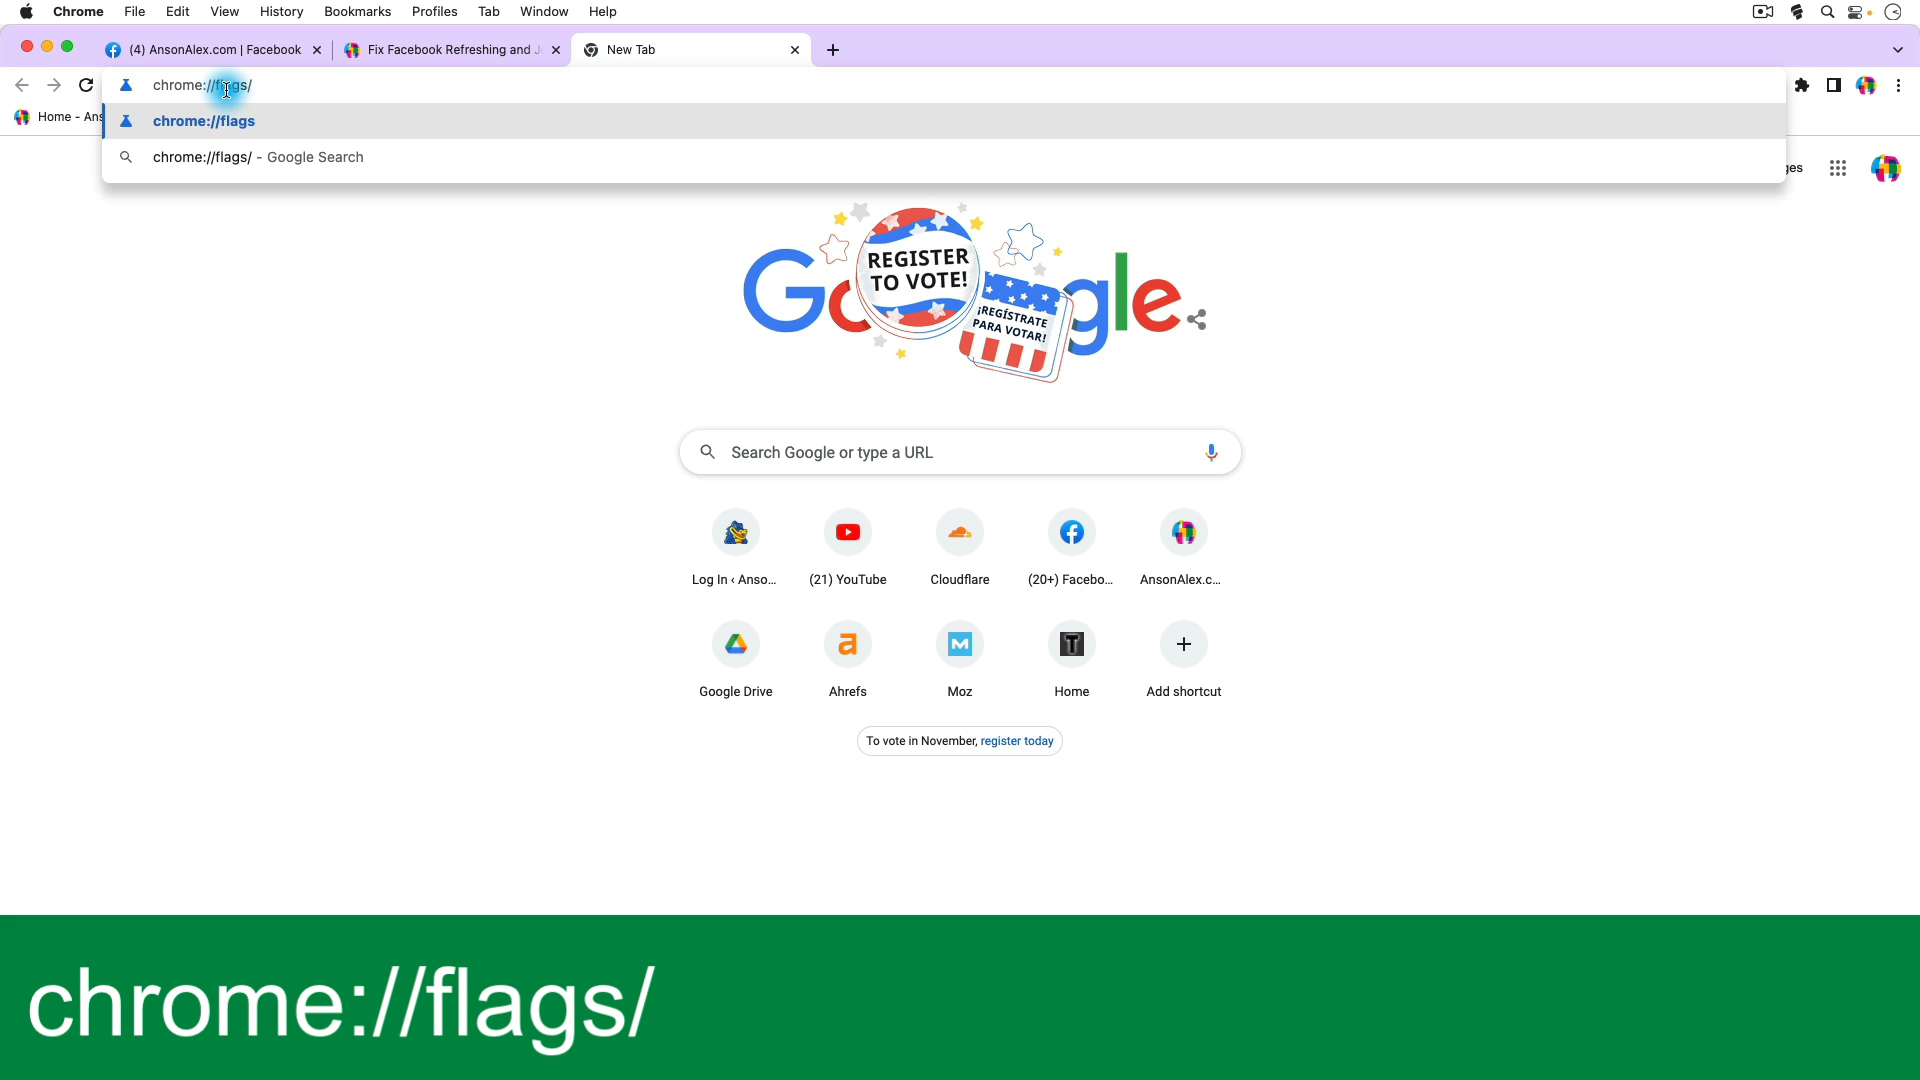 Chrome File Edit View History Bookmarks Profiles Tab Window Help
(4) AnsonAlex.com | Facebook
Fix Facebook Refreshing and J
New Tab
chrome://flags/
Home - Ans
chrome://flags
chrome://flags/ - Google Search
ges
Google
REGISTER
TO VOTE!
¡REGÍSTRATE
PARA VOTAR!
Search Google or type a URL
Log In ‹ Anso... (21) YouTube Cloudflare (20+) Facebo... AnsonAlex.c...
Google Drive Ahrefs Moz Home Add shortcut
To vote in November, register today
chrome://flags/